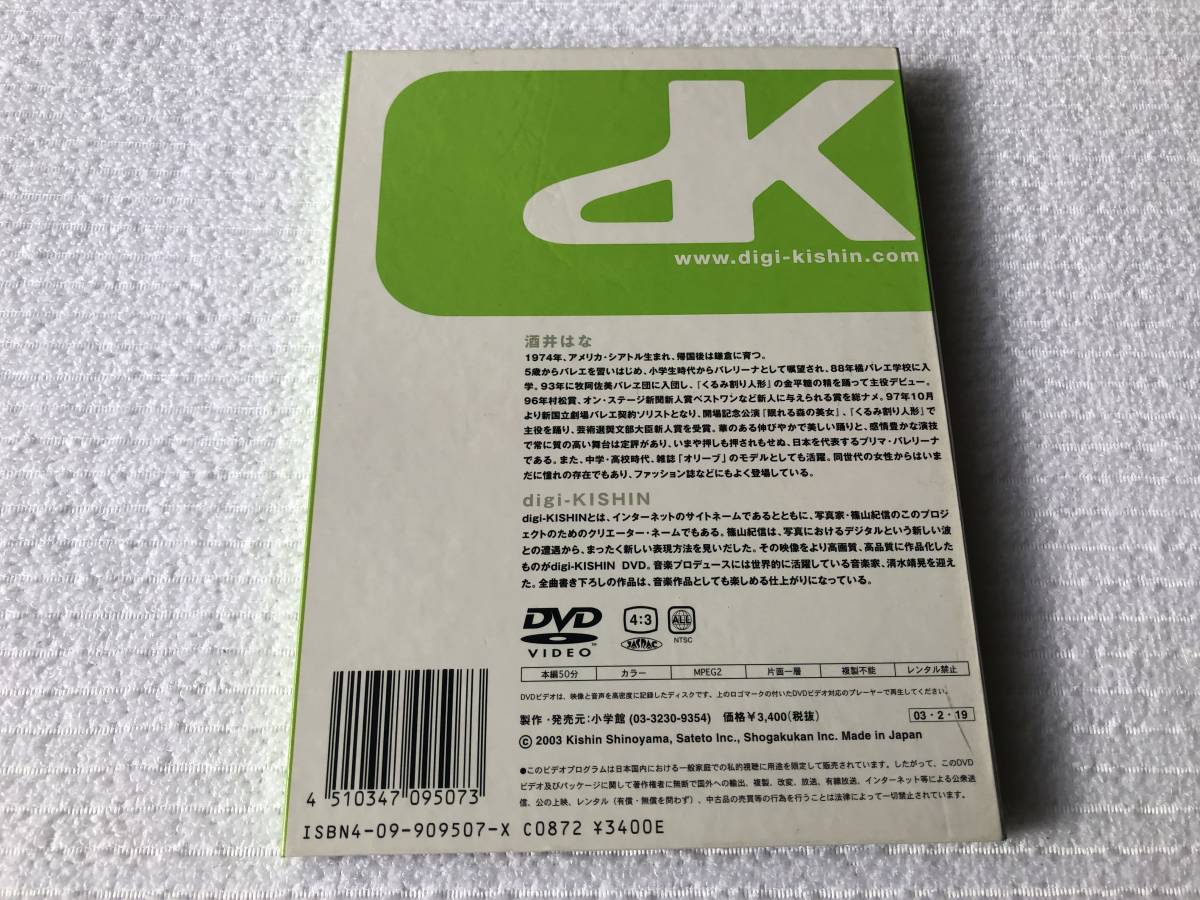 dK
www.digi-kishin.com
酒井はな
1974年、アメリカ・シアトル生まれ、帰国後は鎌倉に育つ。
5歳からバレエを習いはじめ、小学生時代からバレリーナとして嘱望され、88年橘バレエ学校に入
学。93年に牧阿佐美バレエ団に入団し、「くるみ割り人形」の金平糖の精を踊って主役デビュー。
96年村松賞、オン・ステージ新聞新人賞ベストワンなど新人に与えられる賞を総ナメ。97年10月
より新国立劇場バレエ契約ソリストとなり、開場記念公演『眠れる森の美女』、『くるみ割り人形』で
主役を踊り、芸術選奨文部大臣新人賞を受賞。華のある伸びやかで美しい踊りと、感情豊かな演技
で常に質の高い舞台は定評があり、いまや押しも押されもせぬ、日本を代表するプリマ・バレリーナ
である。また、中学・高校時代、雑誌「オリーブ」のモデルとしても活躍。同世代の女性からはいま
だに憧れの存在でもあり、ファッション誌などにもよく登場している。
digi-KISHIN
digi-KISHINとは、インターネットのサイトネームであるとともに、写真家・篠山紀信のこのプロジ
ェクトのためのクリエーター・ネームでもある。篠山紀信は、写真におけるデジタルという新しい波
との遭遇から、まったく新しい表現方法を見いだした。その映像をより高画質、高品質に作品化した
ものがdigi-KISHIN DVD。音楽プロデュースには世界的に活躍している音楽家、清水靖晃を迎え
た。全曲書き下ろしの作品は、音楽作品としても楽しめる仕上がりになっている。
DVD VIDEO
4:3
JASRAC
ALL
NTSC
本編50分 カラー MPEG2 片面一層 複製不能 レンタル禁止
DVDビデオは、映像と音声を高密度に記録したディスクです。上のロゴマークの付いたDVDビデオ対応のプレーヤーで再生してください。
製作・発売元：小学館 (03-3230-9354) 価格¥3,400(税抜) 03・2・19
© 2003 Kishin Shinoyama, Sateto Inc., Shogakukan Inc. Made in Japan
●このビデオプログラムは日本国内における一般家庭での私的視聴に用途を限定して販売されています。したがって、このDVD
ビデオ及びパッケージに関して著作権者に無断で国外への輸出、複製、改変、放送、有線放送、インターネット等による公衆送
信、公の上映、レンタル（有償・無償を問わず）、中古品の売買等の行為を行うことは法律によって一切禁止されています。
4 510347 095073
ISBN4-09-909507-X C0872 ¥3400E